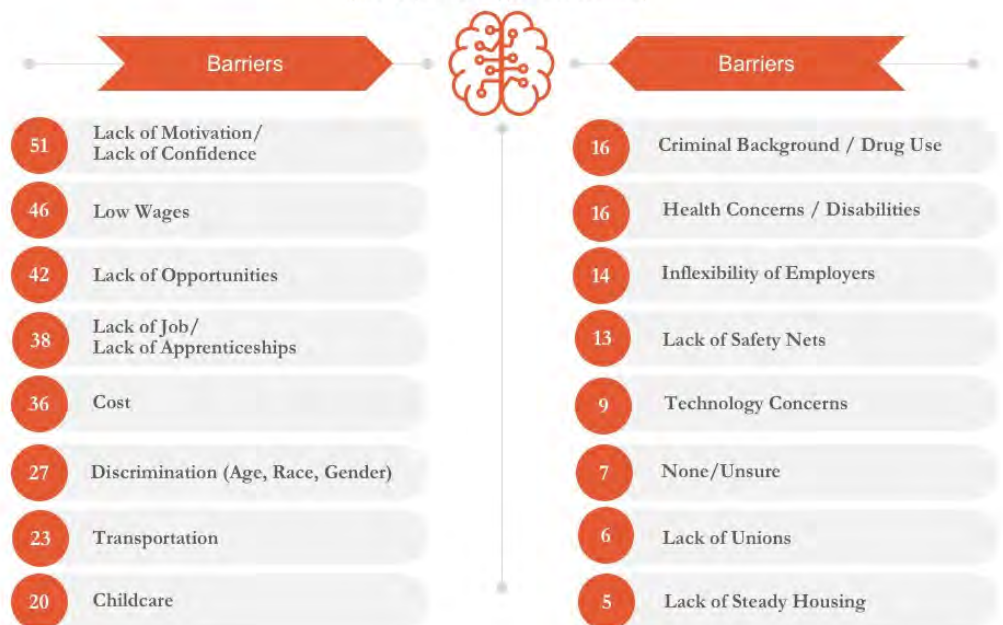 Barriers
51
Lack of Motivation/
Lack of Confidence
46
Low Wages
42
Lack of Opportunities
38
Lack of Job/
Lack of Apprenticeships
36
Cost
27
Discrimination (Age, Race, Gender)
23
Transportation
20
Childcare
Barriers
16
Criminal Background / Drug Use
16
Health Concerns / Disabilities
14
Inflexibility of Employers
13
Lack of Safety Nets
9
Technology Concerns
7
None/Unsure
6
Lack of Unions
5
Lack of Steady Housing